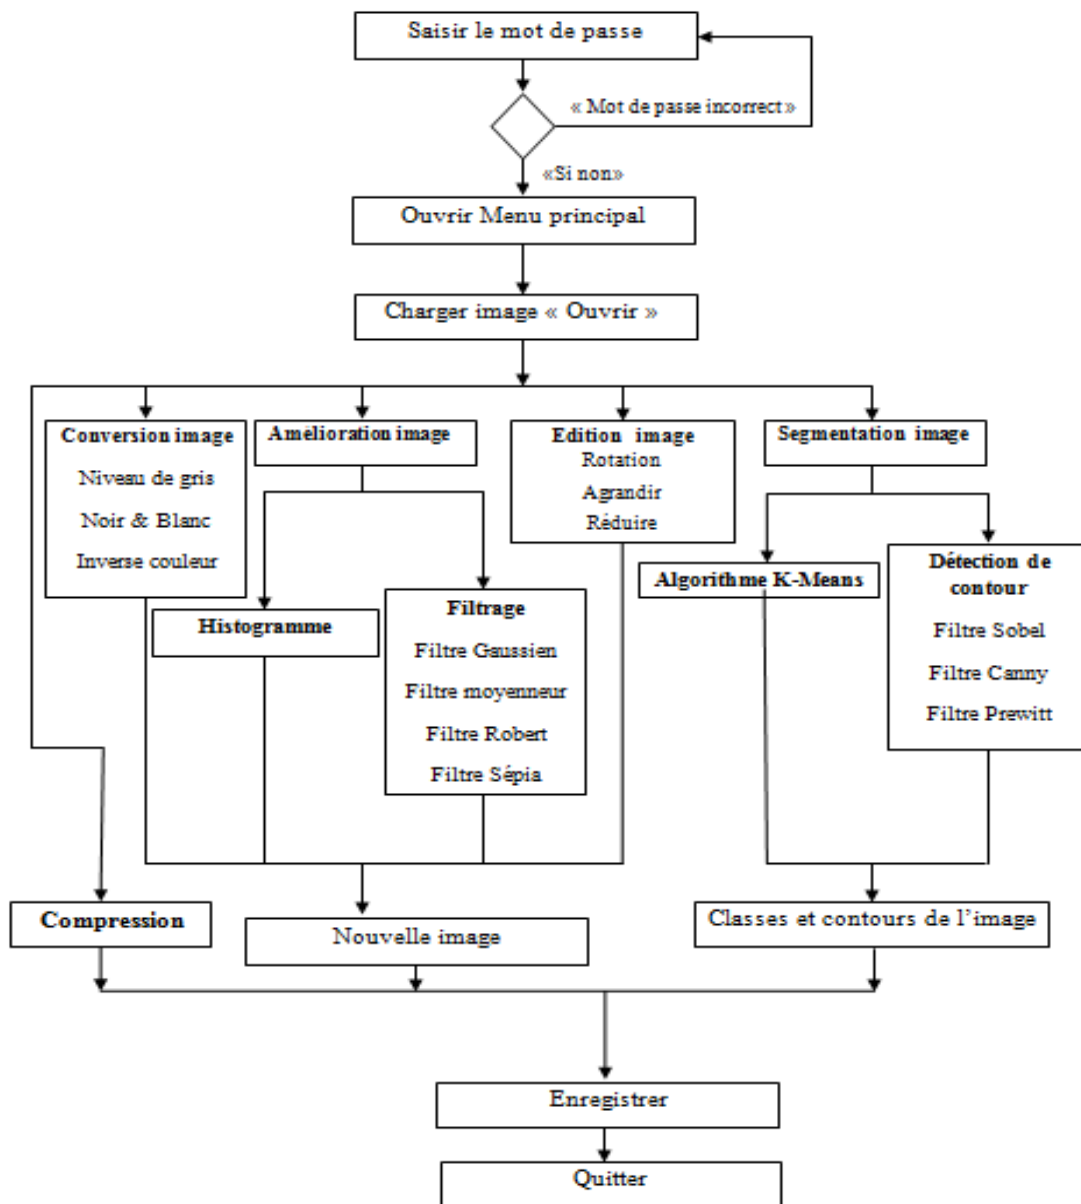 Saisir le mot de passe
« Mot de passe incorrect »
«Si non»
Ouvrir Menu principal
Charger image « Ouvrir »
Conversion image
Niveau de gris
Noir & Blanc
Inverse couleur
Amélioration image
Histogramme
Filtrage
Filtre Gaussien
Filtre moyenneur
Filtre Robert
Filtre Sépia
Edition image
Rotation
Agrandir
Réduire
Segmentation image
Algorithme K-Means
Détection de
contour
Filtre Sobel
Filtre Canny
Filtre Prewitt
Compression
Nouvelle image
Classes et contours de l'image
Enregistrer
Quitter